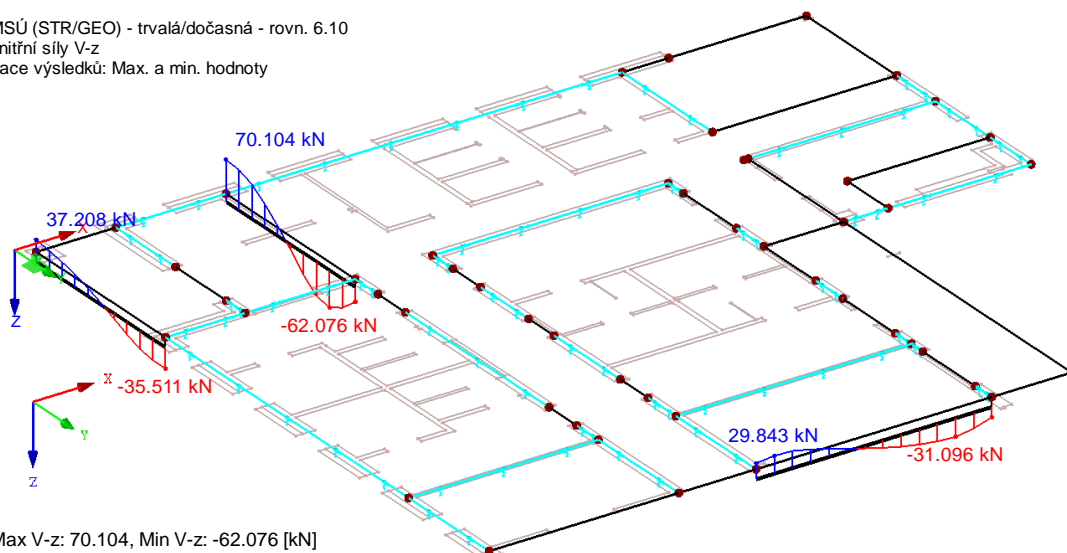 MSÚ (STR/GEO) - trvalá/dočasná - rovn. 6.10
nitřní síly V-z
ace výsledků: Max. a min. hodnoty
70.104 kN
37.208 kN
X
Z
-62.076 kN
-35.511 kN
X
Y
Z
29.843 kN
-31.096 kN
Max V-z: 70.104, Min V-z: -62.076 [kN]